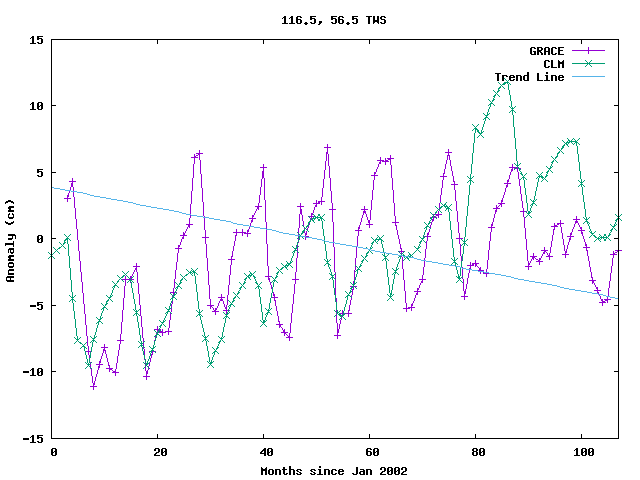 116.5, 56.5 TWS
GRACE
CLM
Trend Line
15
10
5
0
-5
-10
-15
Anomaly (cm)
0 20 40 60 80 100
Months since Jan 2002